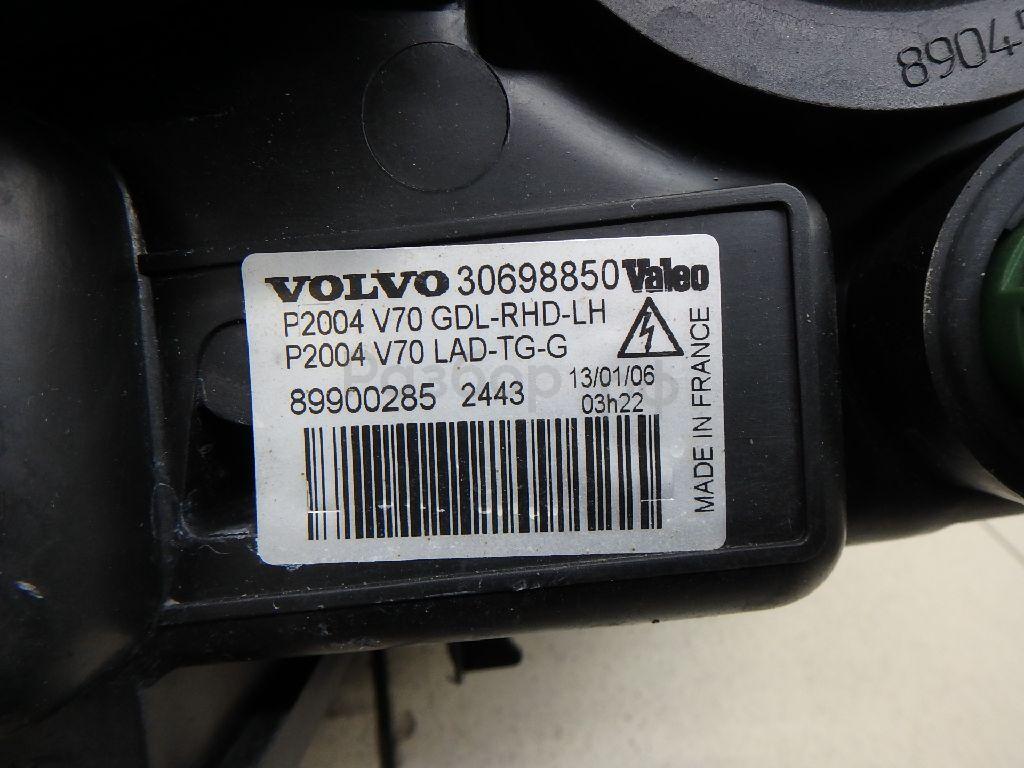 8904
VOLVO 30698850 Valeo
P2004 V70 GDL-RHD-LH
P2004 V70 LAD-TG-G
89900285 2443 13/01/06
03h22
MADE IN FRANCE